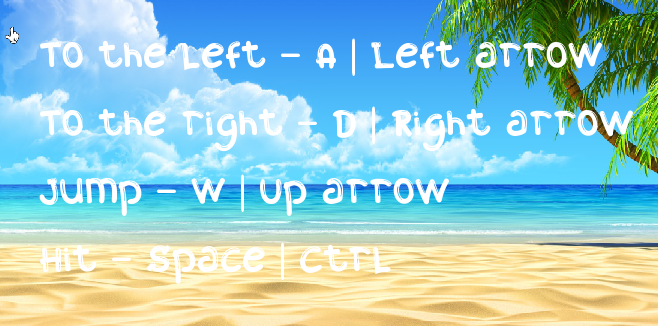 To the Left - A | Left arrow
To the right - D | Right arrow
Jump - W | Up arrow
Hit - Space | Ctrl